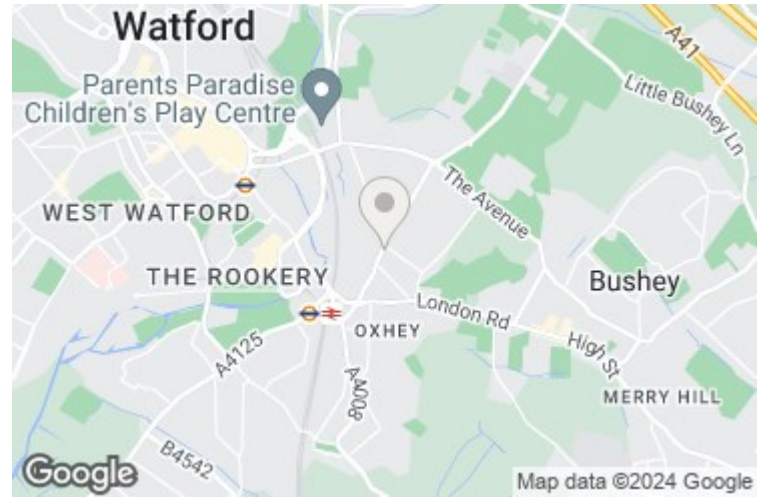 Watford
A41
Parents Paradise
Children's Play Centre
Little Bushey Ln
The Avenue
WEST WATFORD
THE ROOKERY
Bushey
London Rd
OXHEY
High St
A4125
A4008
MERRY HILL
B4542
Google
Map data ©2024 Google